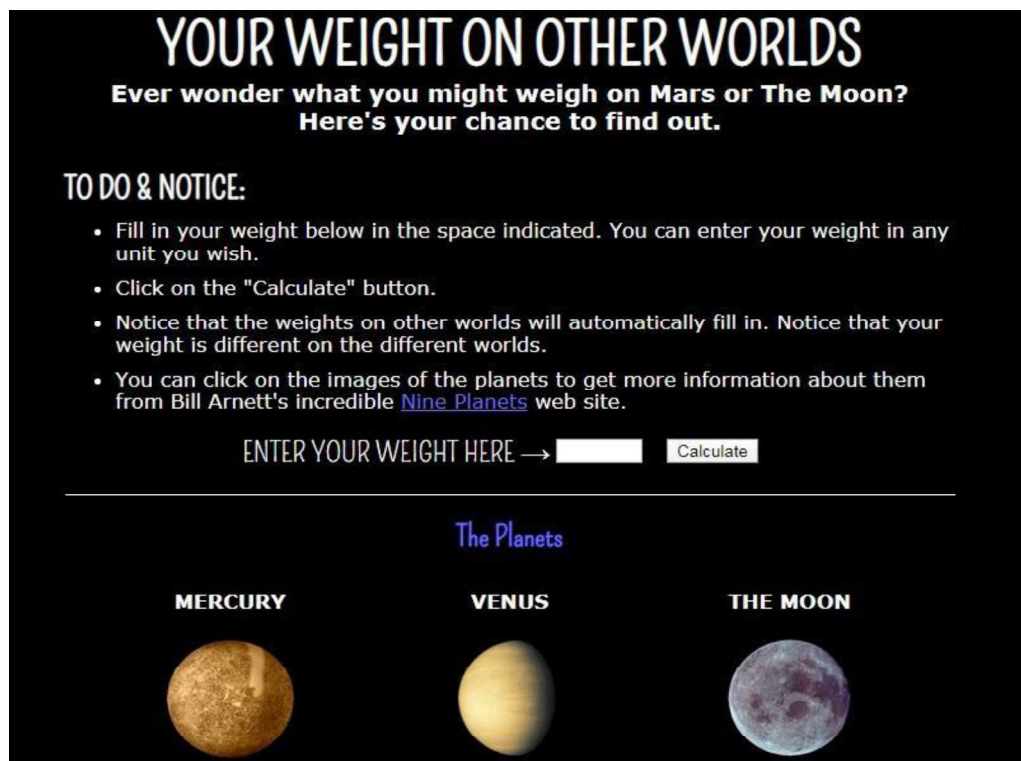 YOUR WEIGHT ON OTHER WORLDS
Ever wonder what you might weigh on Mars or The Moon?
Here's your chance to find out.
TO DO & NOTICE:
• Fill in your weight below in the space indicated. You can enter your weight in any
unit you wish.
• Click on the "Calculate" button.
• Notice that the weights on other worlds will automatically fill in. Notice that your
weight is different on the different worlds.
• You can click on the images of the planets to get more information about them
from Bill Arnett's incredible Nine Planets web site.
ENTER YOUR WEIGHT HERE → Calculate
The Planets
MERCURY VENUS THE MOON